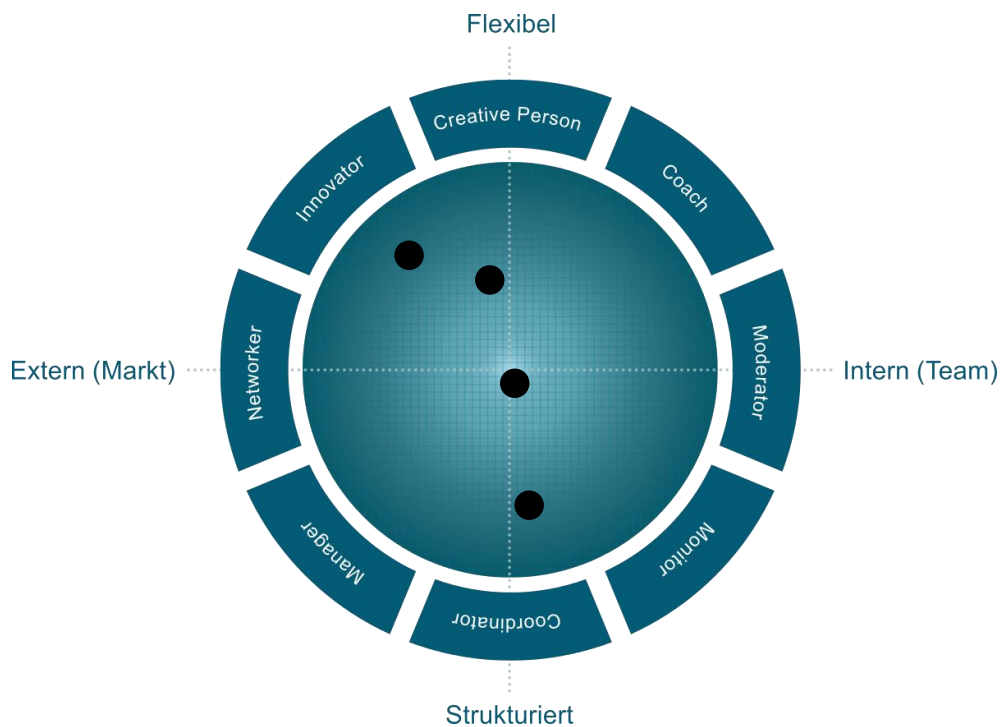 Flexibel
Creative Person
Innovator
Coach
Extern (Markt)
Networker
Moderator
Intern (Team)
Manager
Monitor
Coordinator
Strukturiert